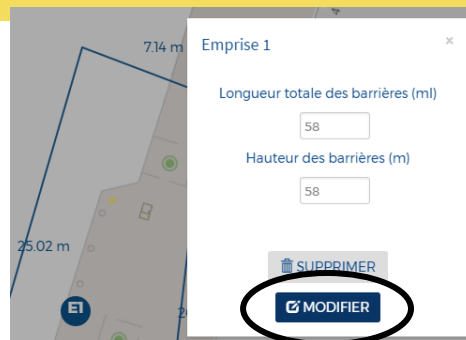 7.14 m
Emprise 1
×
Longueur totale des barrières (ml)
58
Hauteur des barrières (m)
58
25.02 m
SUPPRIMER
E1
MODIFIER